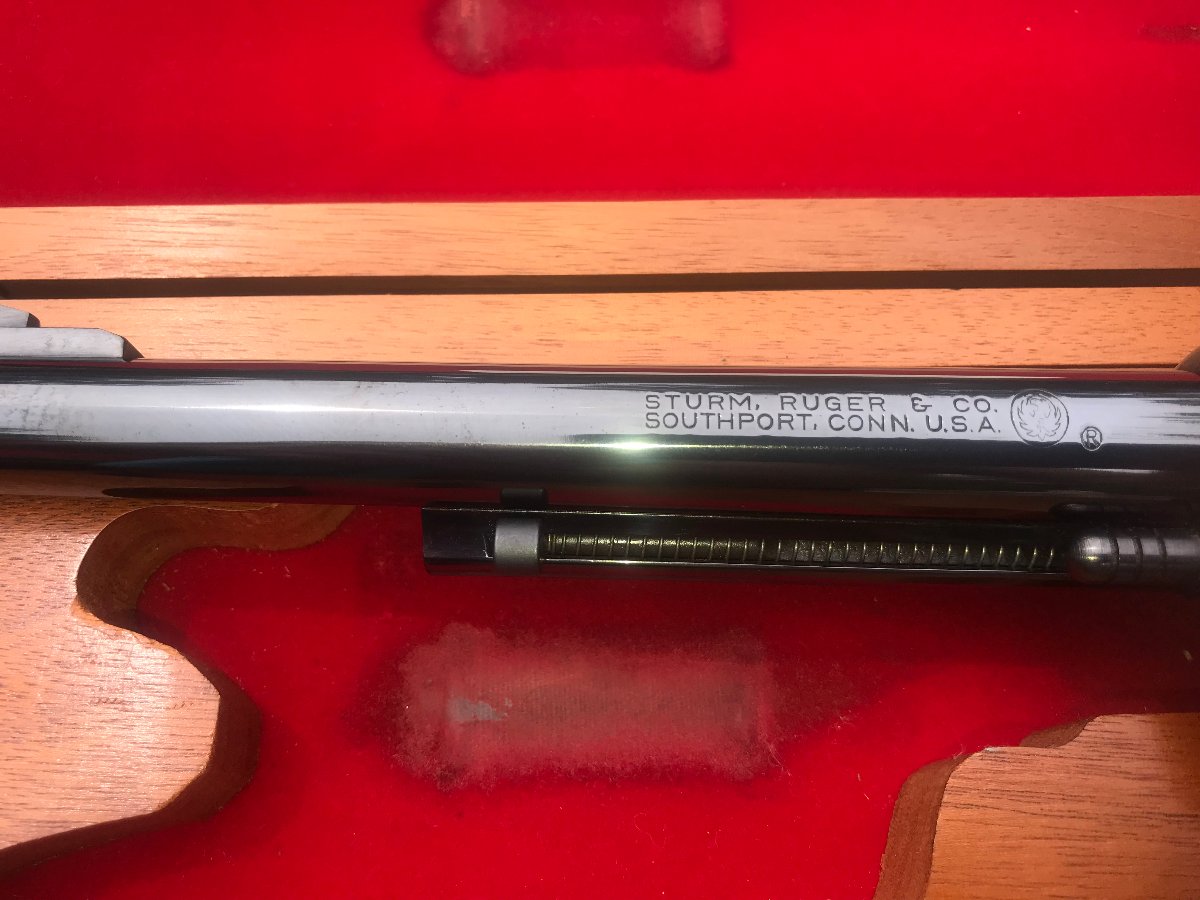 STURM, RUGER & CO.
SOUTHPORT, CONN. U.S.A. ®